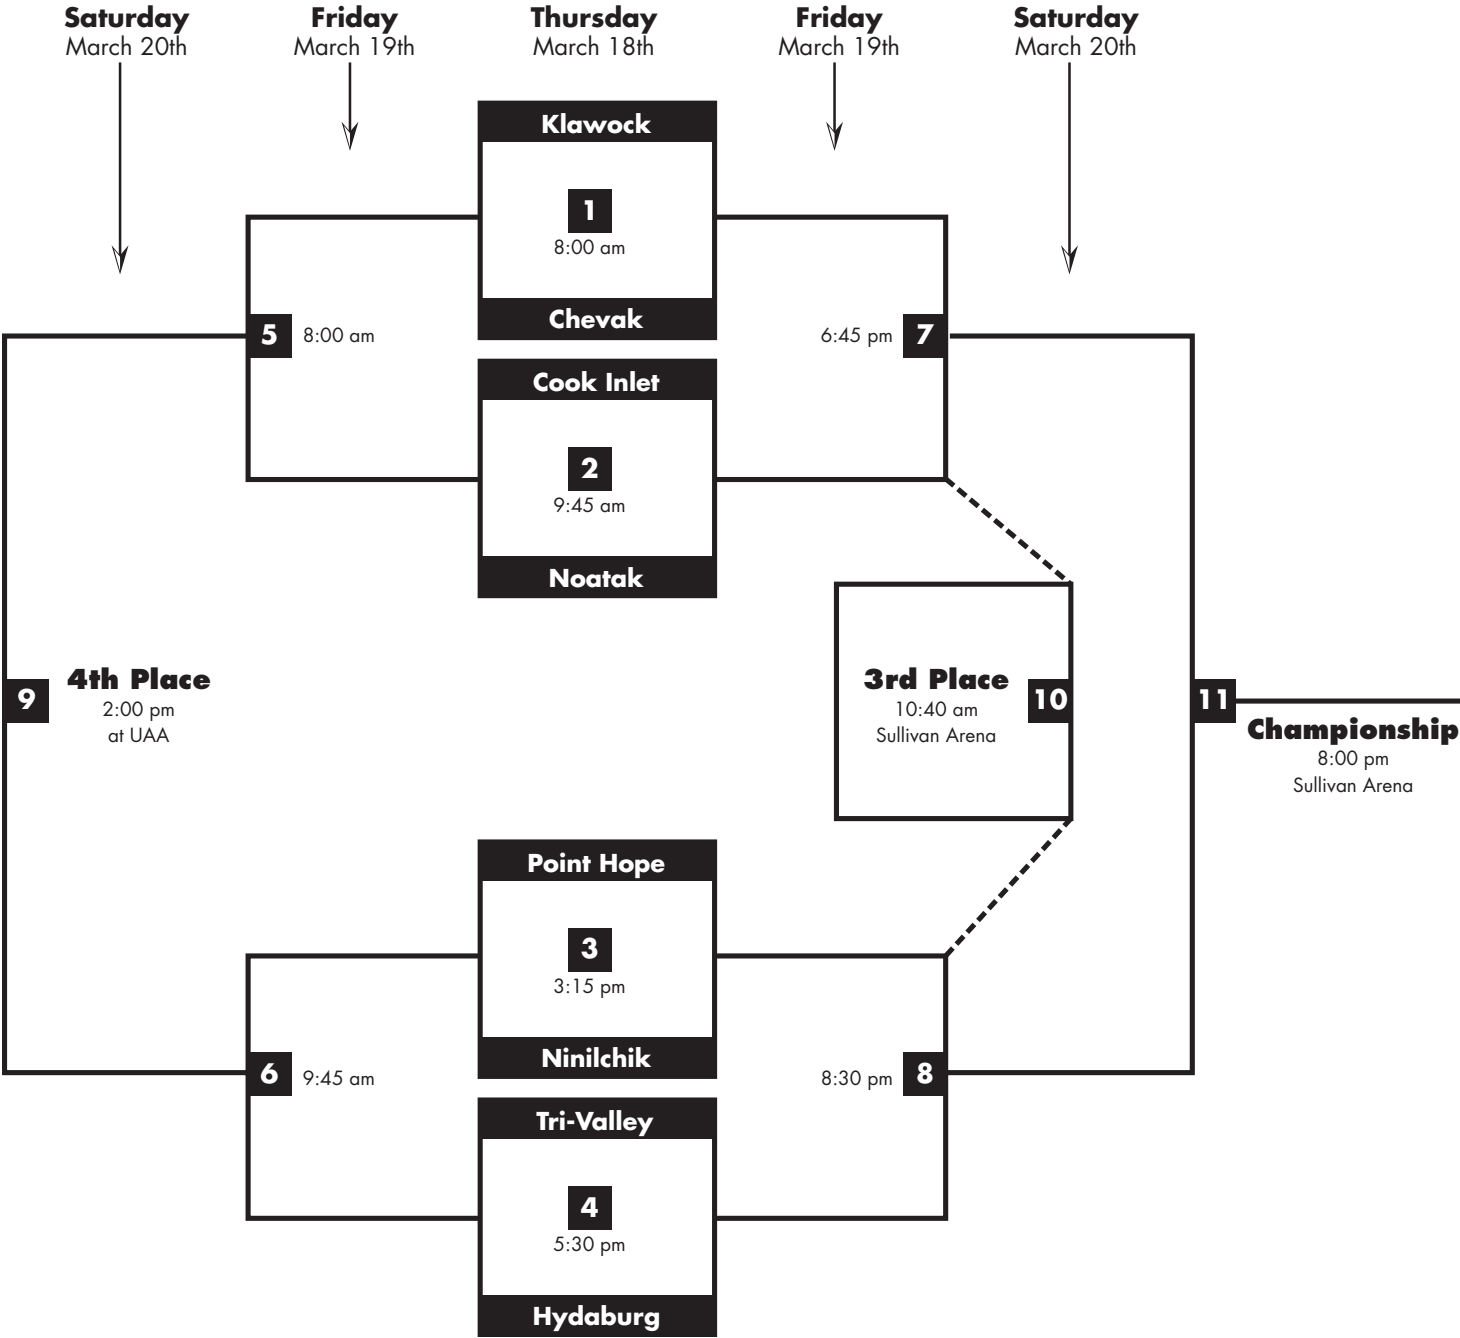 Saturday
March 20th
Friday
March 19th
Thursday
March 18th
Friday
March 19th
Saturday
March 20th
Klawock
1
8:00 am
Chevak
5
8:00 am
6:45 pm
7
Cook Inlet
2
9:45 am
Noatak
9
4th Place
2:00 pm
at UAA
3rd Place
10:40 am
Sullivan Arena
10
11
Championship
8:00 pm
Sullivan Arena
Point Hope
3
3:15 pm
Ninilchik
6
9:45 am
8:30 pm
8
Tri-Valley
4
5:30 pm
Hydaburg